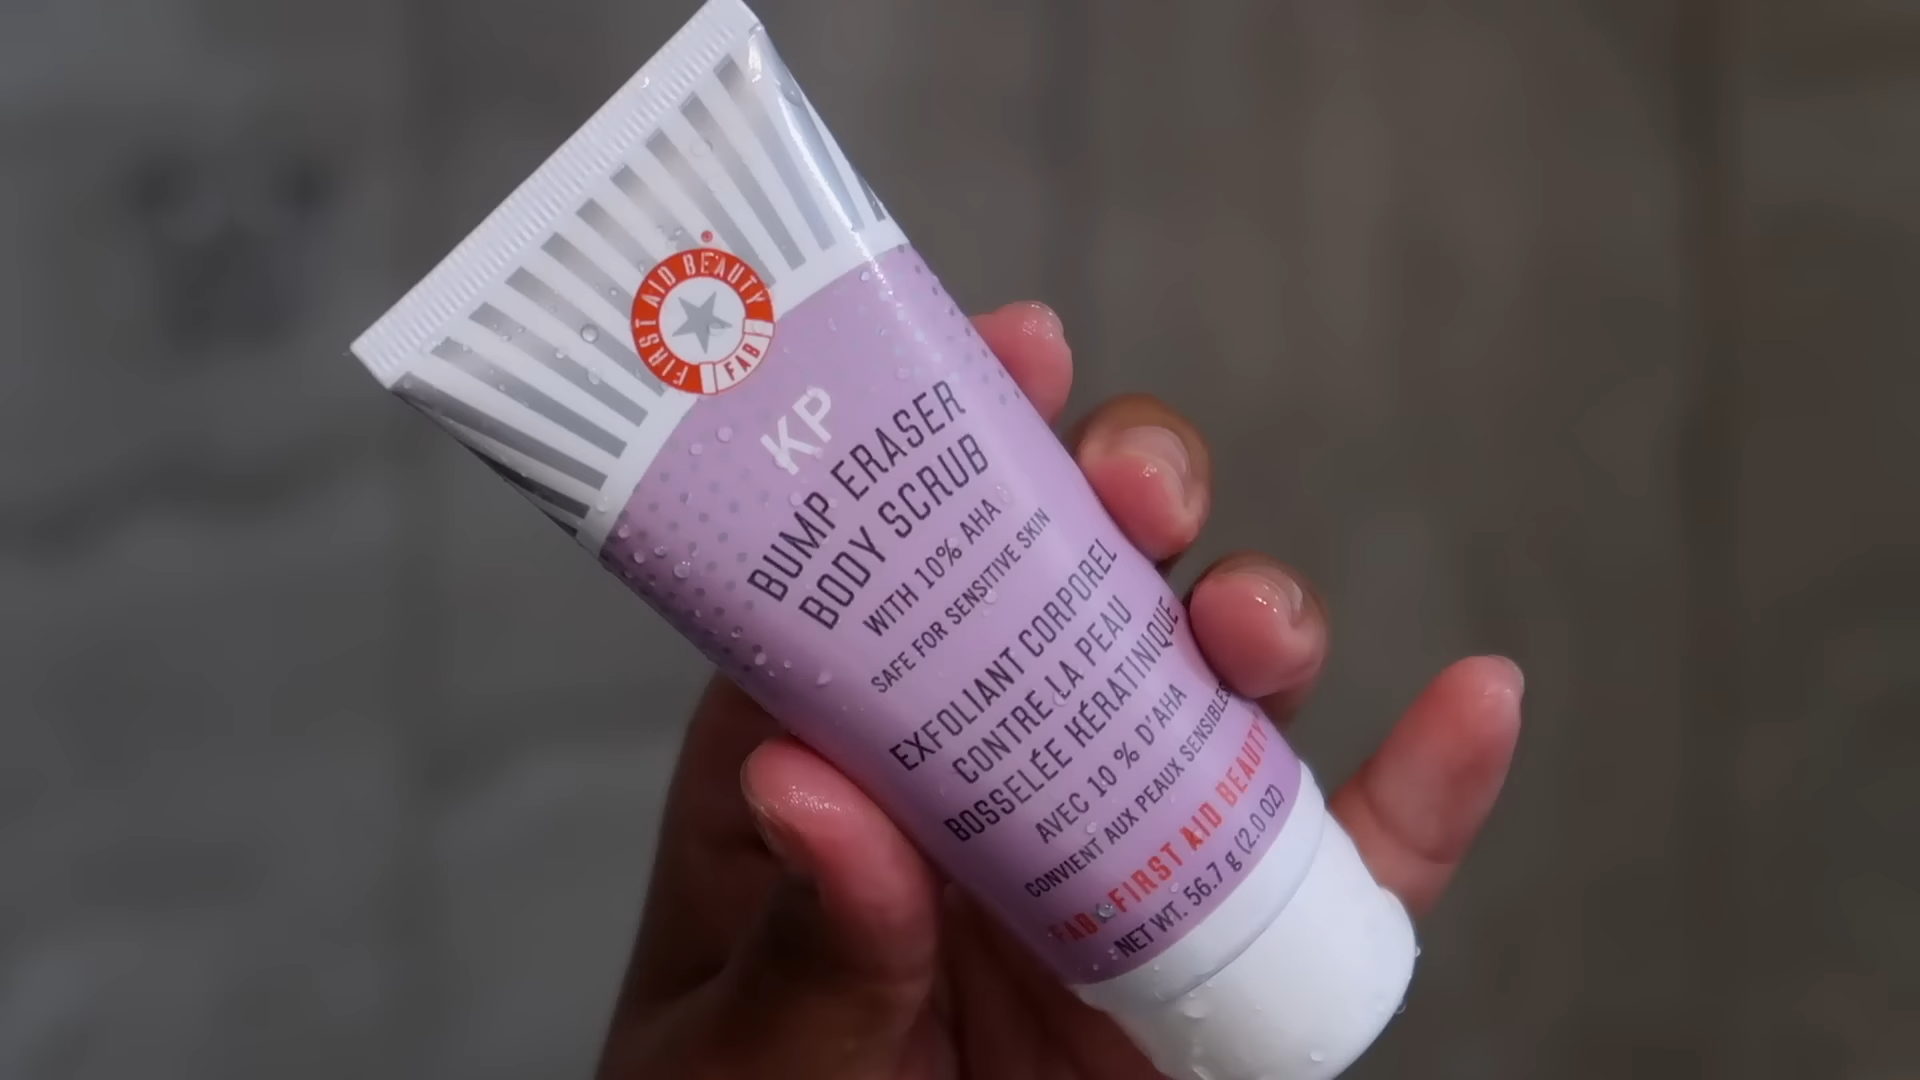 FIRST AID BEAUTY
FAB
KP
BUMP ERASER
BODY SCRUB
WITH 10% AHA
SAFE FOR SENSITIVE SKIN
EXFOLIANT CORPOREL
CONTRE LA PEAU
BOSSELÉE KÉRATINIQUE
AVEC 10 % D'AHA
CONVIENT AUX PEAUX SENSIBLES
FAB FIRST AID BEAUTY
NET WT. 56.7 g (2.0 OZ)